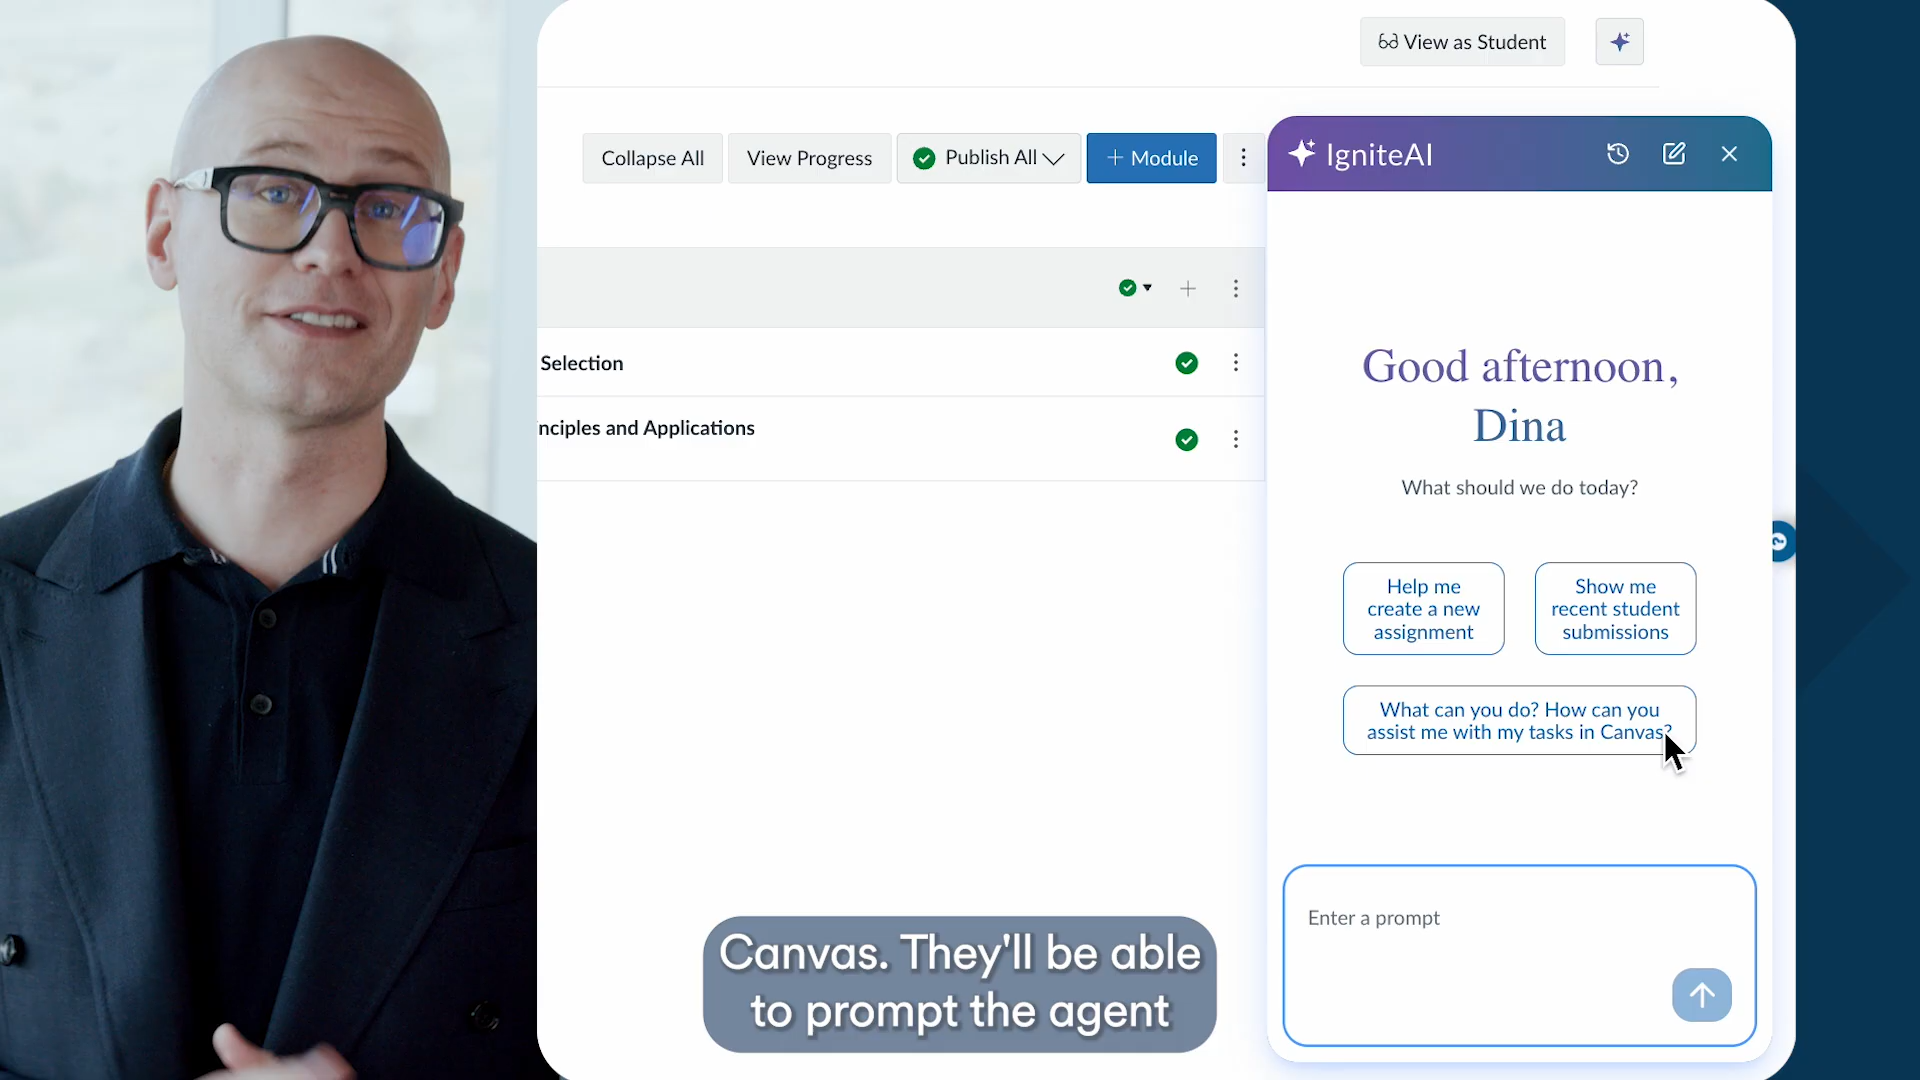 View as Student
Collapse All
View Progress
Publish All
+ Module
IgniteAI
Selection
nciples and Applications
Good afternoon,
Dina
What should we do today?
Help me
create a new
assignment
Show me
recent student
submissions
What can you do? How can you
assist me with my tasks in Canvas?
Enter a prompt
Canvas. They'll be able
to prompt the agent